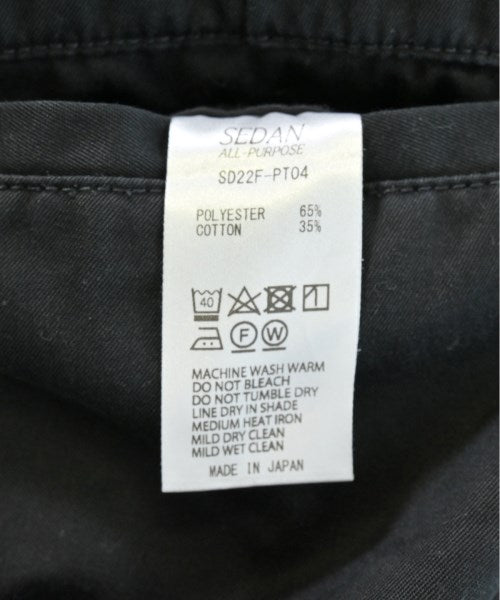 SEDAN
ALL-PURPOSE
SD22F-PT04
POLYESTER 65%
COTTON 35%
40
F W
MACHINE WASH WARM
DO NOT BLEACH
DO NOT TUMBLE DRY
LINE DRY IN SHADE
MEDIUM HEAT IRON
MILD DRY CLEAN
MILD WET CLEAN
MADE IN JAPAN